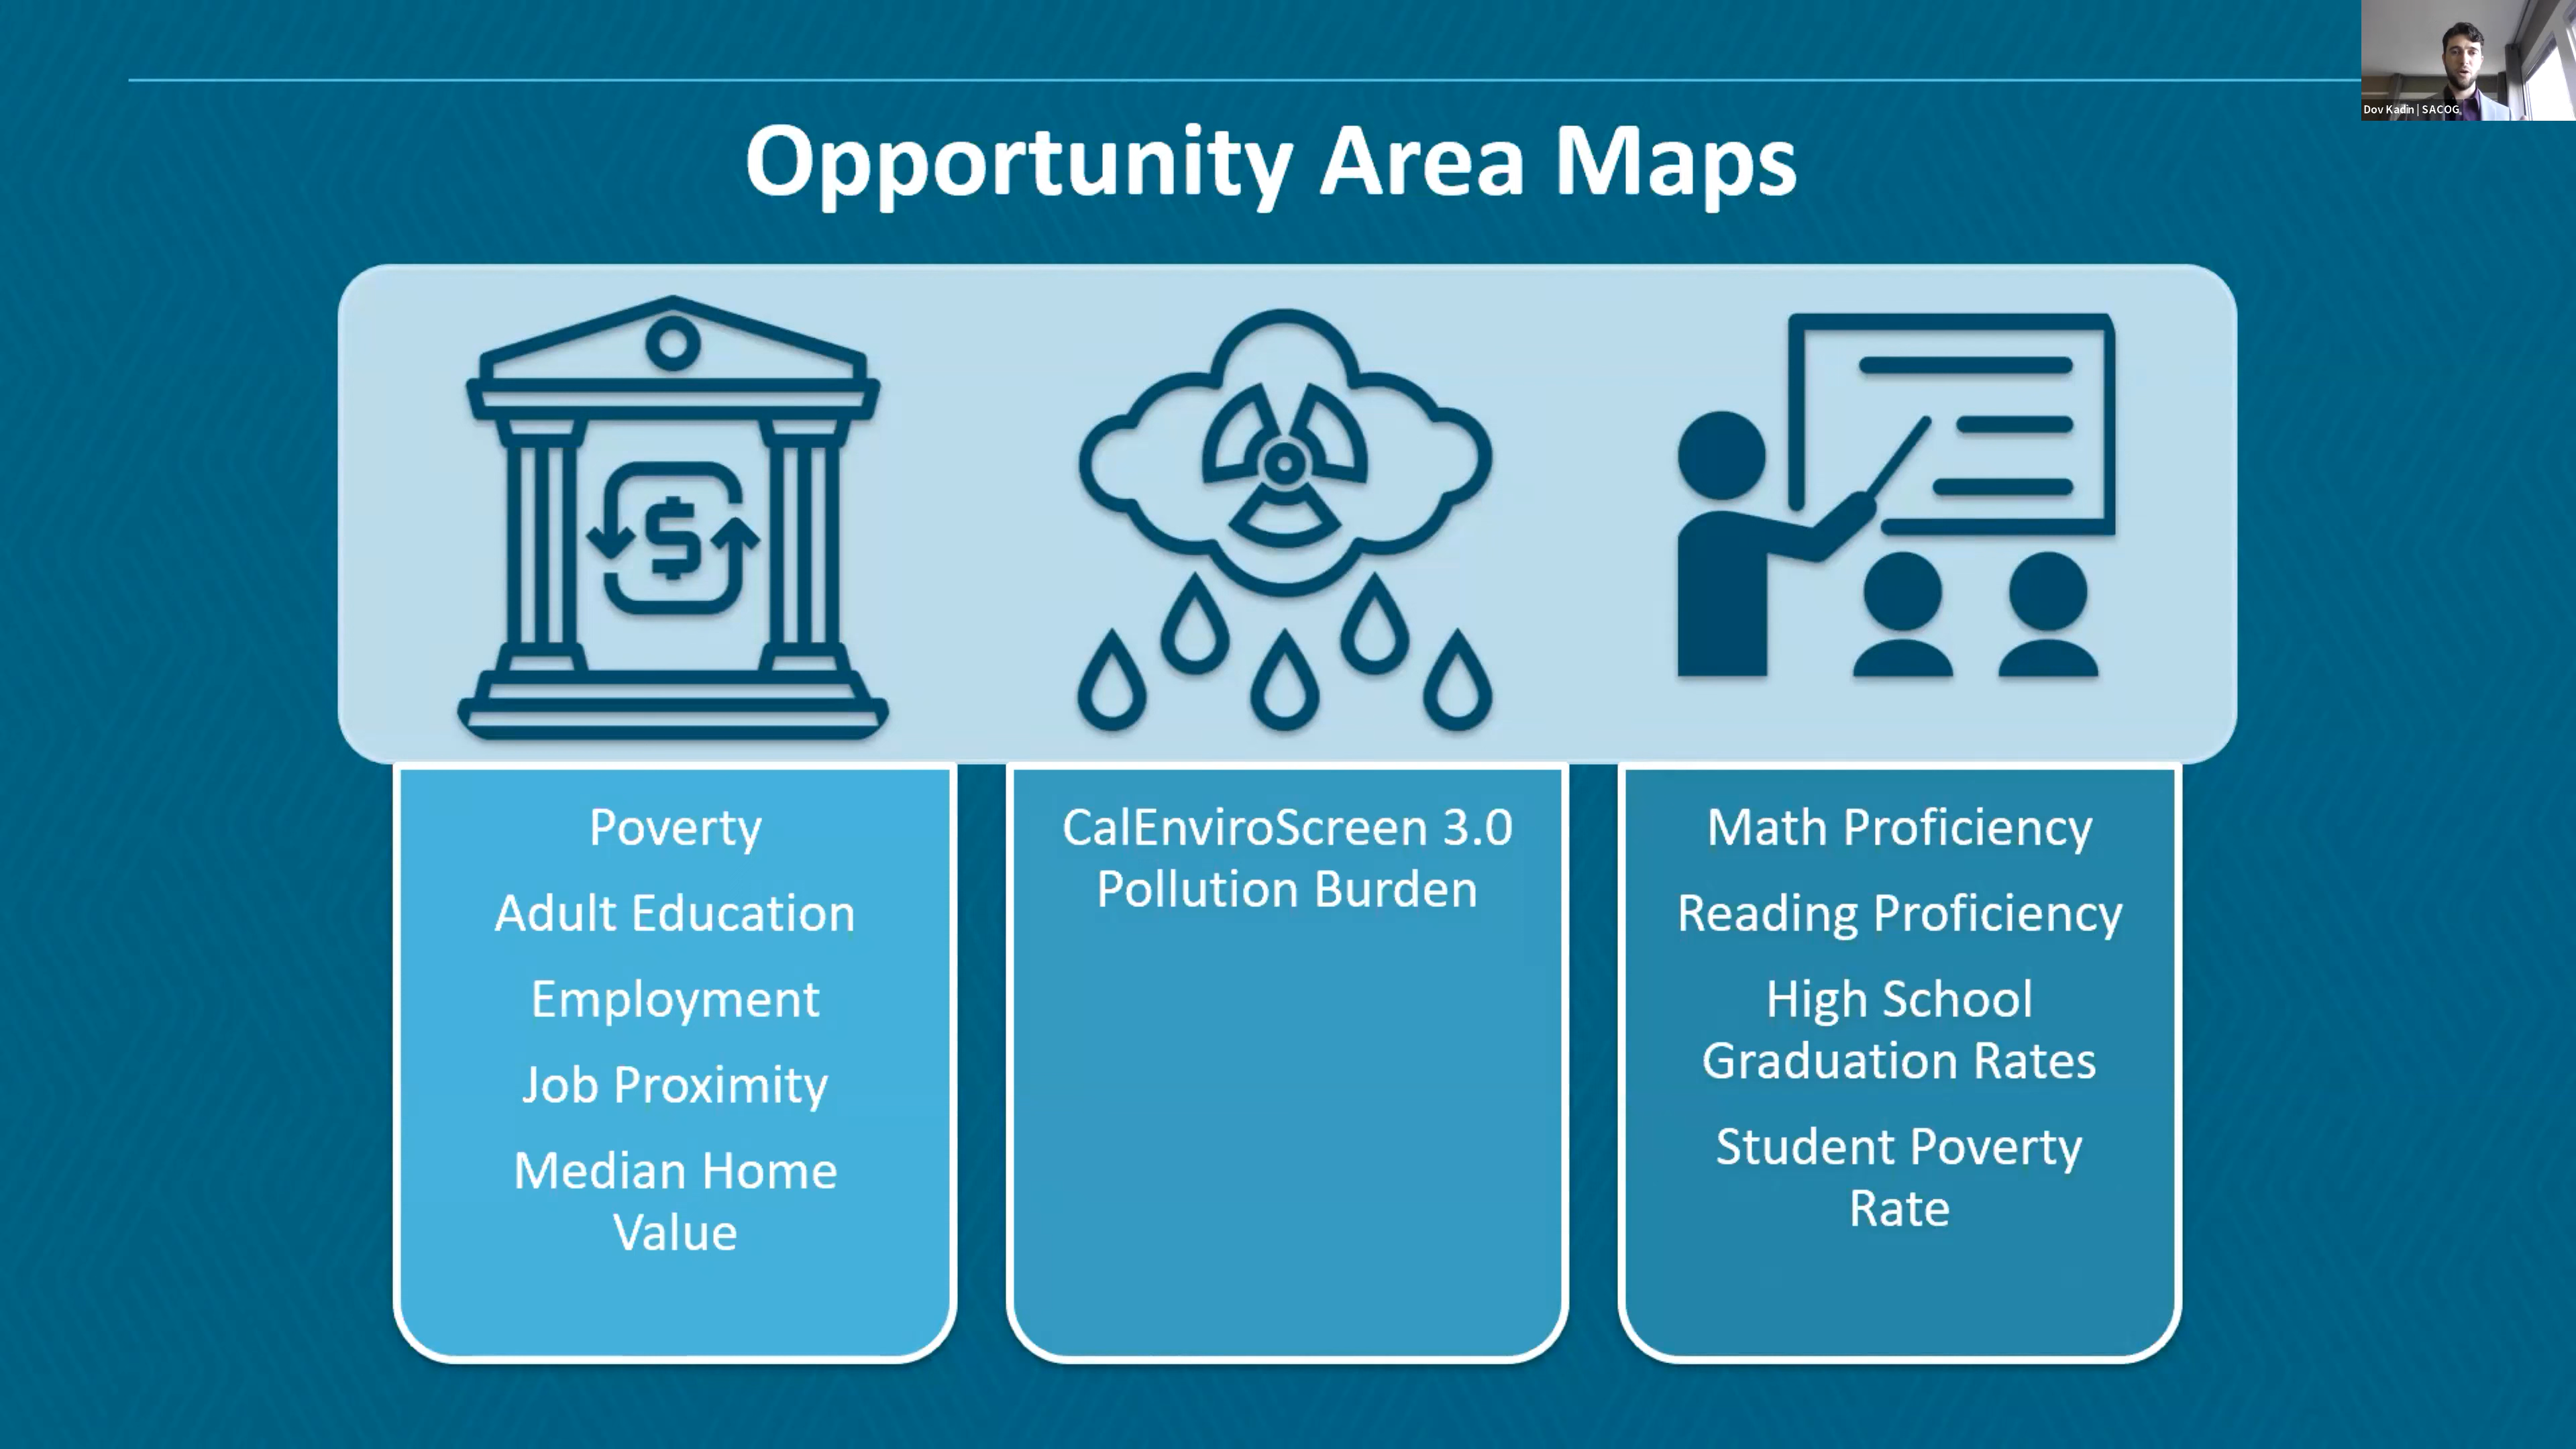 Dov Kadin | SACOG
Opportunity Area Maps
$
Poverty
Adult Education
Employment
Job Proximity
Median Home
Value
CalEnviroScreen 3.0
Pollution Burden
Math Proficiency
Reading Proficiency
High School
Graduation Rates
Student Poverty
Rate